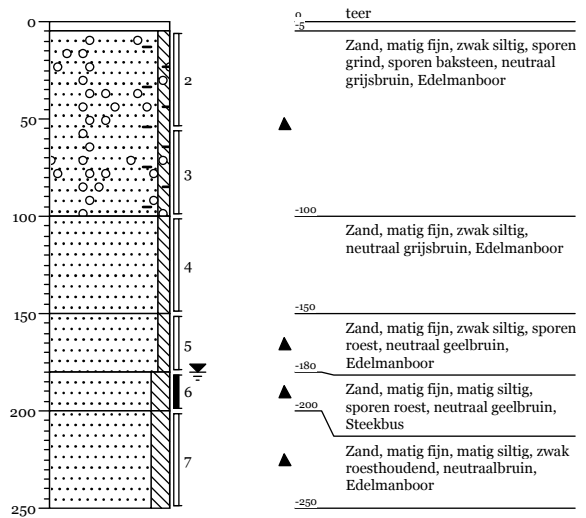 0
50
100
150
200
250
2
3
4
5
6
7
0
teer
-5
Zand, matig fijn, zwak siltig, sporen
grind, sporen baksteen, neutraal
grijsbruin, Edelmanboor
-100
Zand, matig fijn, zwak siltig,
neutraal grijsbruin, Edelmanboor
-150
Zand, matig fijn, zwak siltig, sporen
roest, neutraal geelbruin,
Edelmanboor
-180
Zand, matig fijn, matig siltig,
sporen roest, neutraal geelbruin,
Steekbus
-200
Zand, matig fijn, matig siltig, zwak
roesthoudend, neutraalbruin,
Edelmanboor
-250